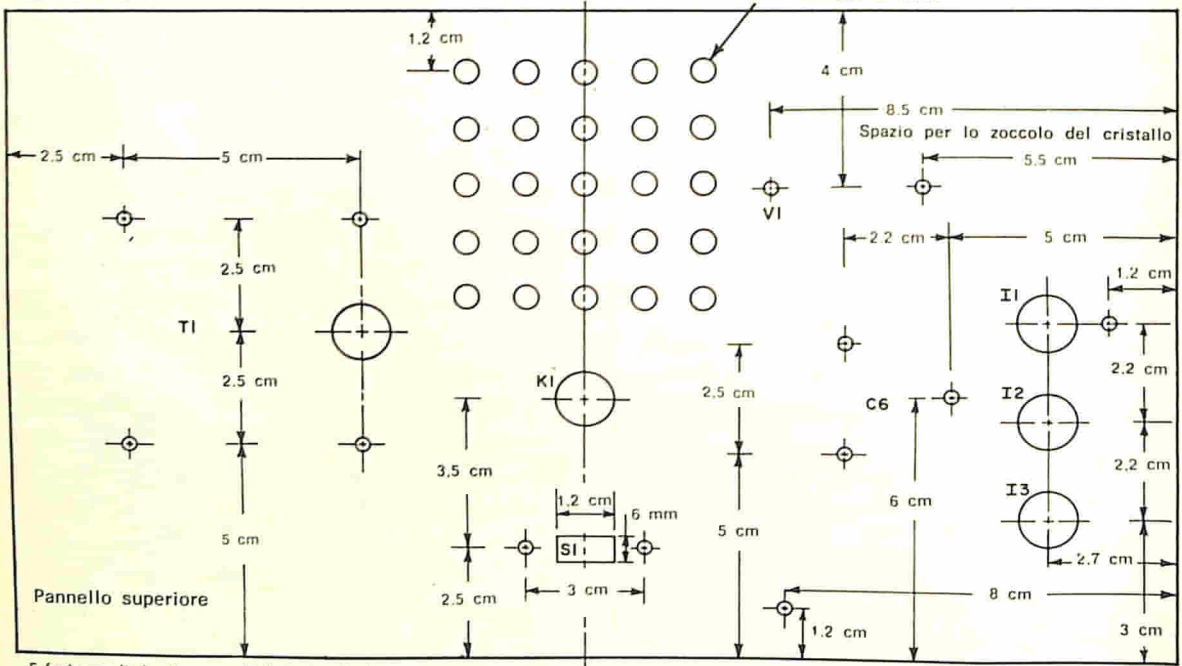 1,2 cm
4 cm
8.5 cm
Spazio per lo zoccolo del cristallo
2.5 cm
5 cm
5.5 cm
V1
2.2 cm
5 cm
2.5 cm
1.2 cm
I1
T1
K1
2.5 cm
2,5 cm
C6
I2
2.2 cm
3,5 cm
6 cm
2.2 cm
I3
1,2 cm
6 mm
5 cm
S1
5 cm
2.7 cm
Pannello superiore
2.5 cm
3 cm
8 cm
1.2 cm
3 cm